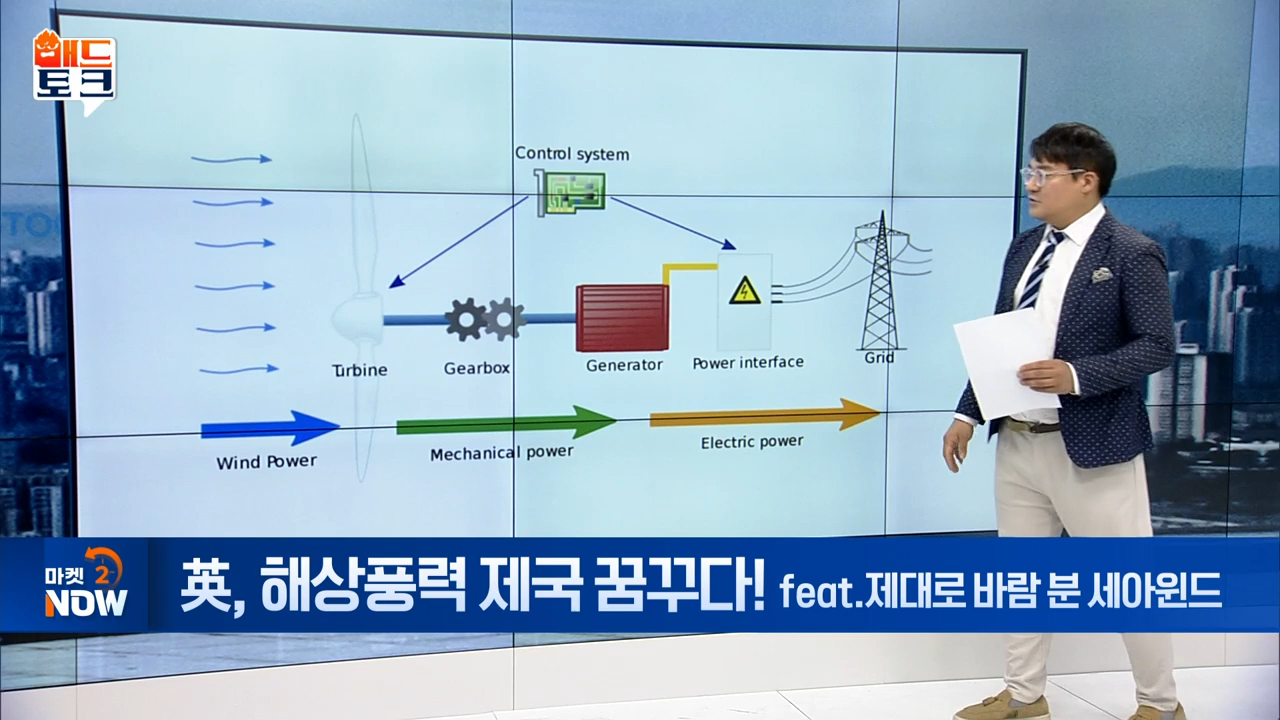 매드
토크
TO
Control system
Turbine
Gearbox
Generator
Power interface
Grid
Wind Power
Mechanical power
Electric power
마켓 2
NOW
英, 해상풍력 제국 꿈꾸다! feat.제대로 바람 분 세아윈드